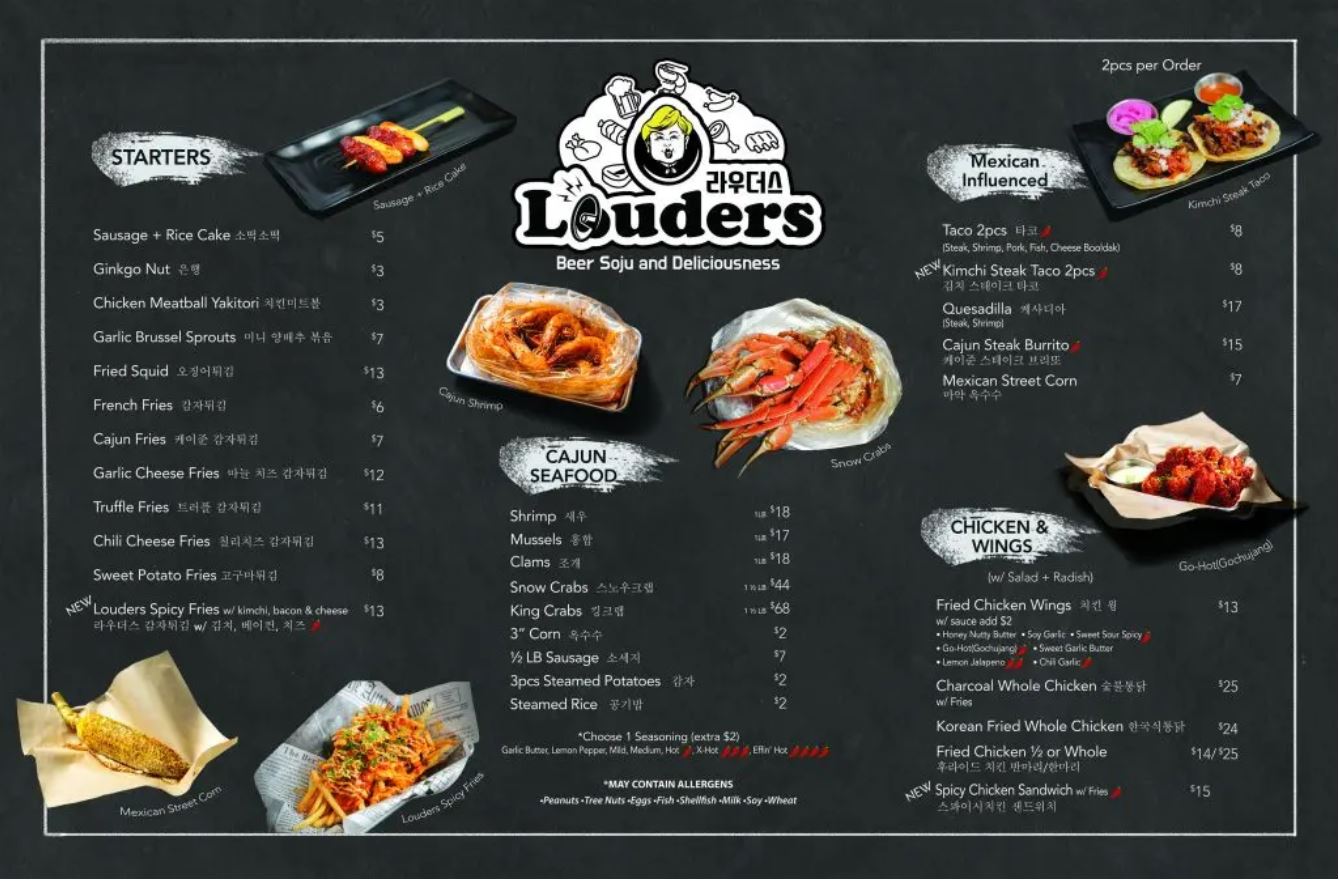 STARTERS
Sausage + Rice Cake
Sausage + Rice Cake 소떡소떡 $5
Ginkgo Nut 은행 $3
Chicken Meatball Yakitori 치킨미트볼 $3
Garlic Brussel Sprouts 미니 양배추 볶음 $7
Fried Squid 오징어튀김 $13
French Fries 감자튀김 $6
Cajun Fries 케이준 감자튀김 $7
Garlic Cheese Fries 마늘 치즈 감자튀김 $12
Truffle Fries 트러플 감자튀김 $11
Chili Cheese Fries 칠리치즈 감자튀김 $13
Sweet Potato Fries 고구마튀김 $8
NEW Louders Spicy Fries w/ kimchi, bacon & cheese $13
라우더스 감자튀김 w/ 김치, 베이컨, 치즈
Mexican Street Corn
Louders Spicy Fries
라우더스
Louders
Beer Soju and Deliciousness
Cajun Shrimp
Snow Crabs
CAJUN
SEAFOOD
Shrimp 새우 1 LB $18
Mussels 홍합 1 LB $17
Clams 조개 1 LB $18
Snow Crabs 스노우크랩 1 ½ LB $44
King Crabs 킹크랩 1 ½ LB $68
3" Corn 옥수수 $2
½ LB Sausage 소세지 $7
3pcs Steamed Potatoes 감자 $2
Steamed Rice 공기밥 $2
*Choose 1 Seasoning (extra $2)
Garlic Butter, Lemon Pepper, Mild, Medium, Hot, X-Hot, Effin' Hot
*MAY CONTAIN ALLERGENS
•Peanuts •Tree Nuts •Eggs •Fish •Shellfish •Milk •Soy •Wheat
2pcs per Order
Mexican
Influenced
Kimchi Steak Taco
Taco 2pcs 타코 $8
(Steak, Shrimp, Pork, Fish, Cheese Booldak)
NEW Kimchi Steak Taco 2pcs $8
김치 스테이크 타코
Quesadilla 케사디아 $17
(Steak, Shrimp)
Cajun Steak Burrito $15
케이준 스테이크 브리또
Mexican Street Corn $7
마약 옥수수
CHICKEN &
WINGS
Go-Hot(Gochujang)
(w/ Salad + Radish)
Fried Chicken Wings 치킨 윙 $13
w/ sauce add $2
• Honey Nutty Butter • Soy Garlic • Sweet Sour Spicy
• Go-Hot(Gochujang) • Sweet Garlic Butter
• Lemon Jalapeno • Chili Garlic
Charcoal Whole Chicken 숯불통닭 $25
w/ Fries
Korean Fried Whole Chicken 한국식통닭 $24
Fried Chicken ½ or Whole $14/$25
후라이드 치킨 반마리/한마리
NEW Spicy Chicken Sandwich w/ Fries $15
스파이시치킨 샌드위치